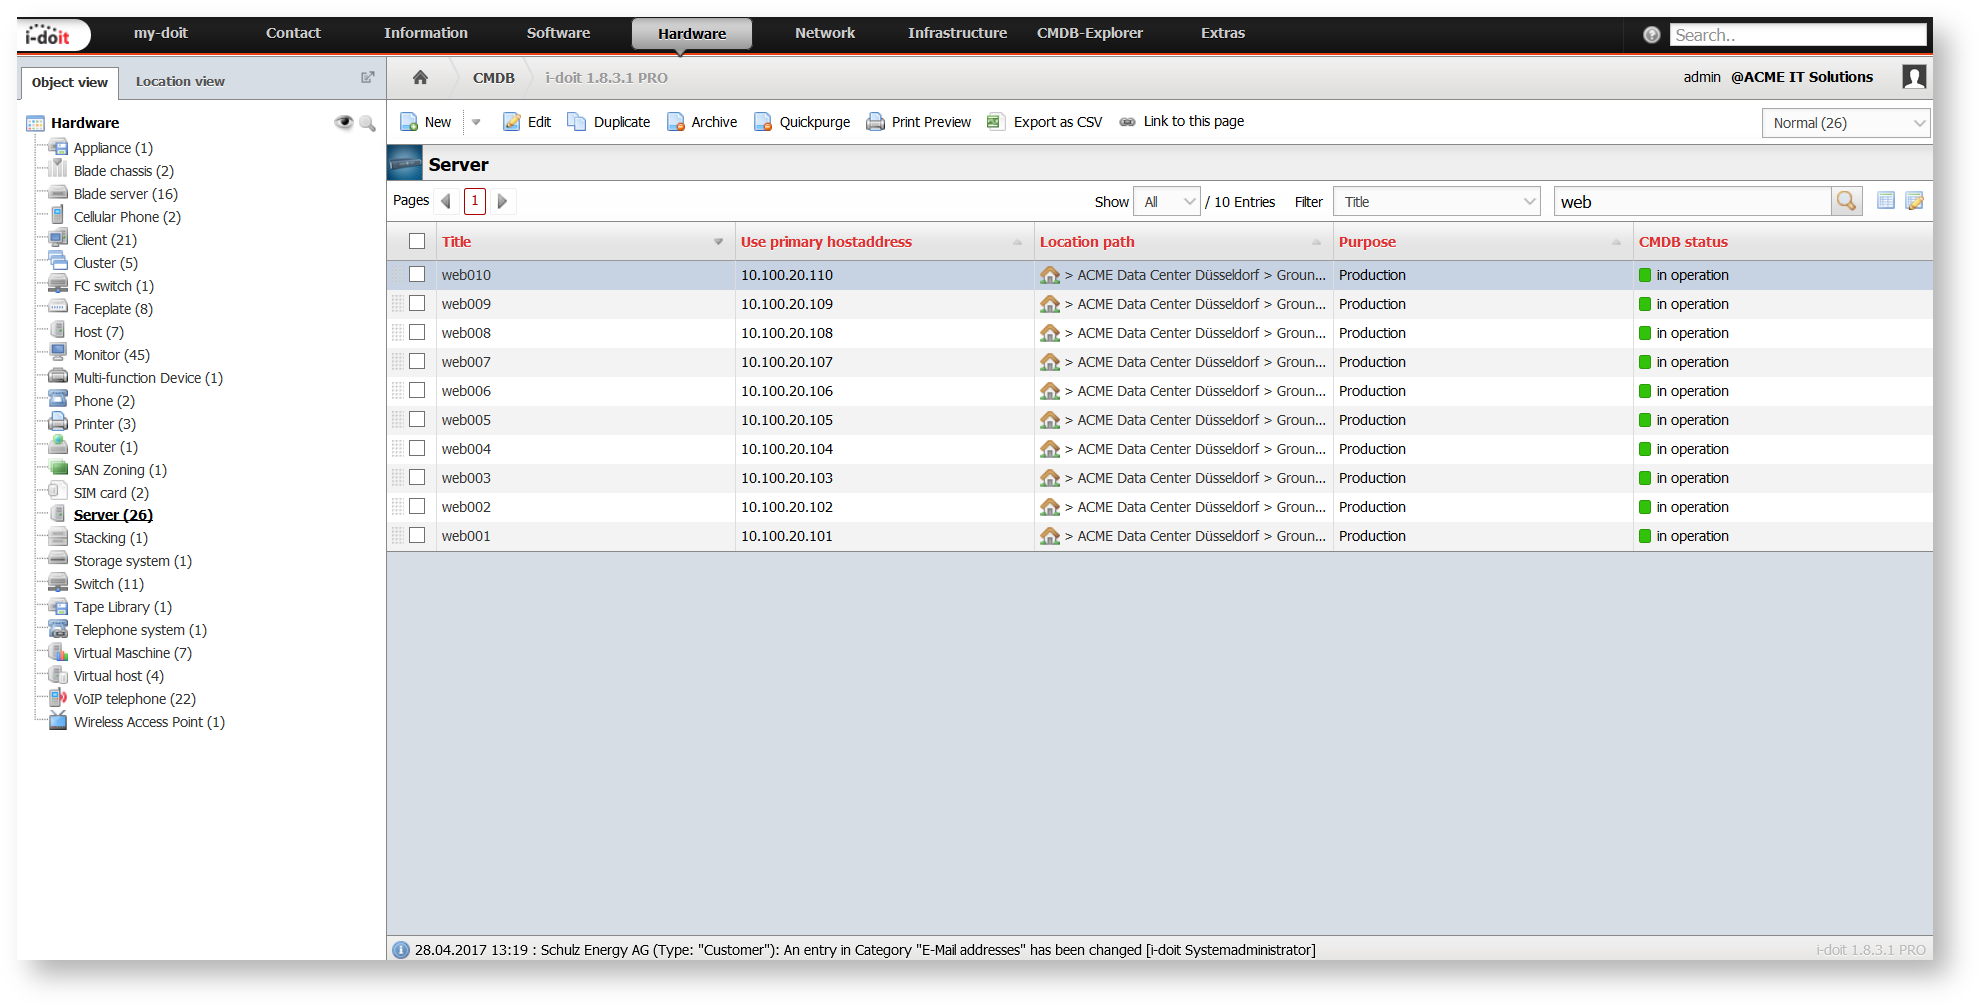 i-doit my-doit Contact Information Software Hardware Network Infrastructure CMDB-Explorer Extras Search..
Object view Location view
CMDB i-doit 1.8.3.1 PRO admin @ACME IT Solutions
Hardware
Appliance (1)
Blade chassis (2)
Blade server (16)
Cellular Phone (2)
Client (21)
Cluster (5)
FC switch (1)
Faceplate (8)
Host (7)
Monitor (45)
Multi-function Device (1)
Phone (2)
Printer (3)
Router (1)
SAN Zoning (1)
SIM card (2)
Server (26)
Stacking (1)
Storage system (1)
Switch (11)
Tape Library (1)
Telephone system (1)
Virtual Maschine (7)
Virtual host (4)
VoIP telephone (22)
Wireless Access Point (1)
New Edit Duplicate Archive Quickpurge Print Preview Export as CSV Link to this page Normal (26)
Server
Pages 1 Show All / 10 Entries Filter Title web
Title Use primary hostaddress Location path Purpose CMDB status
web010 10.100.20.110 > ACME Data Center Düsseldorf > Groun... Production in operation
web009 10.100.20.109 > ACME Data Center Düsseldorf > Groun... Production in operation
web008 10.100.20.108 > ACME Data Center Düsseldorf > Groun... Production in operation
web007 10.100.20.107 > ACME Data Center Düsseldorf > Groun... Production in operation
web006 10.100.20.106 > ACME Data Center Düsseldorf > Groun... Production in operation
web005 10.100.20.105 > ACME Data Center Düsseldorf > Groun... Production in operation
web004 10.100.20.104 > ACME Data Center Düsseldorf > Groun... Production in operation
web003 10.100.20.103 > ACME Data Center Düsseldorf > Groun... Production in operation
web002 10.100.20.102 > ACME Data Center Düsseldorf > Groun... Production in operation
web001 10.100.20.101 > ACME Data Center Düsseldorf > Groun... Production in operation
28.04.2017 13:19 : Schulz Energy AG (Type: "Customer"): An entry in Category "E-Mail addresses" has been changed [i-doit Systemadministrator] i-doit 1.8.3.1 PRO